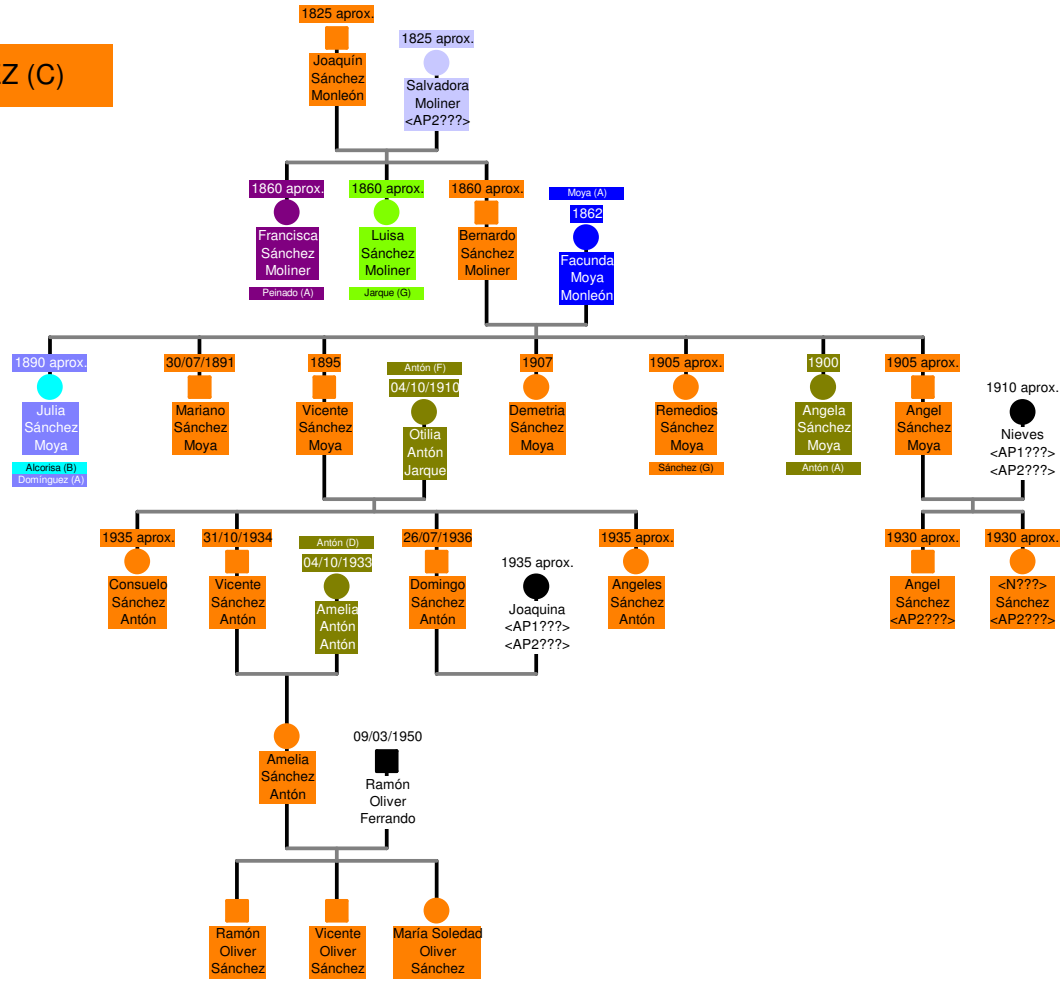 1825 aprox.
Joaquín
Sánchez
Monleón
1825 aprox.
Salvadora
Moliner
<AP2???>
Z (C)
1860 aprox.
Francisca
Sánchez
Moliner
Peinado (A)
1860 aprox.
Luisa
Sánchez
Moliner
Jarque (G)
1860 aprox.
Bernardo
Sánchez
Moliner
Moya (A)
1862
Facunda
Moya
Monleón
1890 aprox.
Julia
Sánchez
Moya
Alcorisa (B)
Domínguez (A)
30/07/1891
Mariano
Sánchez
Moya
1895
Vicente
Sánchez
Moya
Antón (F)
04/10/1910
Otilia
Antón
Jarque
1907
Demetria
Sánchez
Moya
1905 aprox.
Remedios
Sánchez
Moya
Sánchez (G)
1900
Angela
Sánchez
Moya
Antón (A)
1905 aprox.
Angel
Sánchez
Moya
1910 aprox.
Nieves
<AP1???>
<AP2???>
1935 aprox.
Consuelo
Sánchez
Antón
31/10/1934
Vicente
Sánchez
Antón
Antón (D)
04/10/1933
Amelia
Antón
Antón
26/07/1936
Domingo
Sánchez
Antón
1935 aprox.
Joaquina
<AP1???>
<AP2???>
1935 aprox.
Angeles
Sánchez
Antón
1930 aprox.
Angel
Sánchez
<AP2???>
1930 aprox.
<N???>
Sánchez
<AP2???>
Amelia
Sánchez
Antón
09/03/1950
Ramón
Oliver
Ferrando
Ramón
Oliver
Sánchez
Vicente
Oliver
Sánchez
María Soledad
Oliver
Sánchez